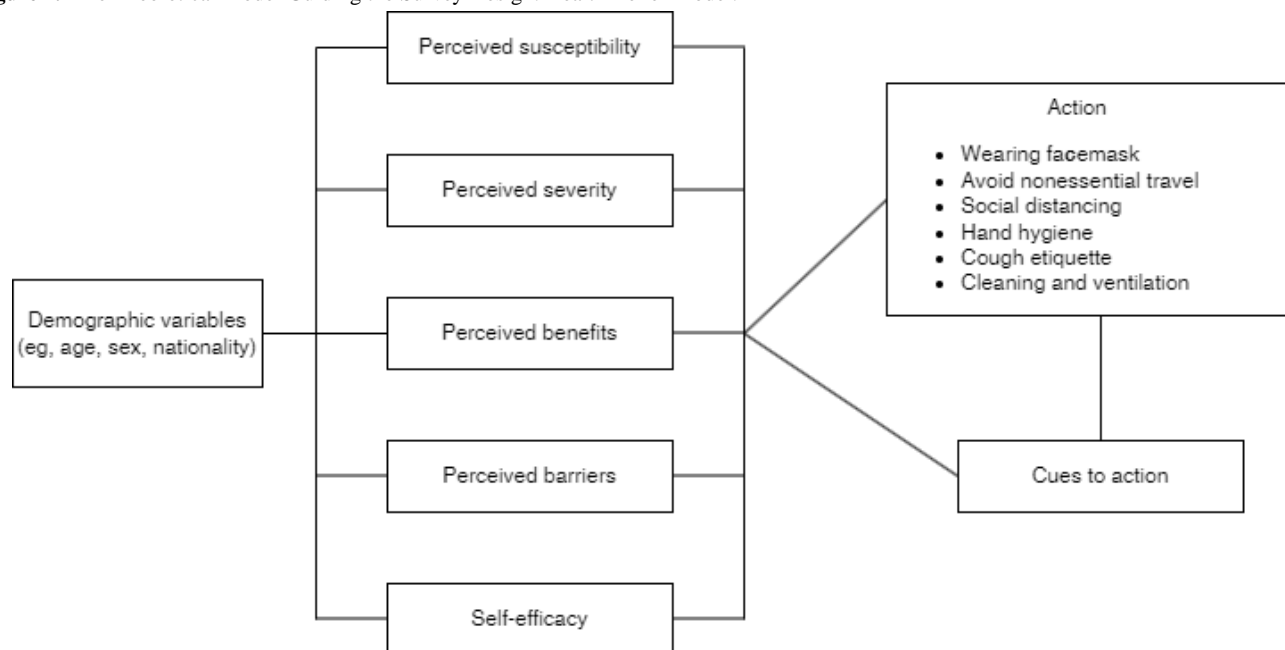 Perceived susceptibility
Action
• Wearing facemask
• Avoid nonessential travel
• Social distancing
• Hand hygiene
• Cough etiquette
• Cleaning and ventilation
Perceived severity
Demographic variables
(eg, age, sex, nationality)
Perceived benefits
Perceived barriers
Cues to action
Self-efficacy